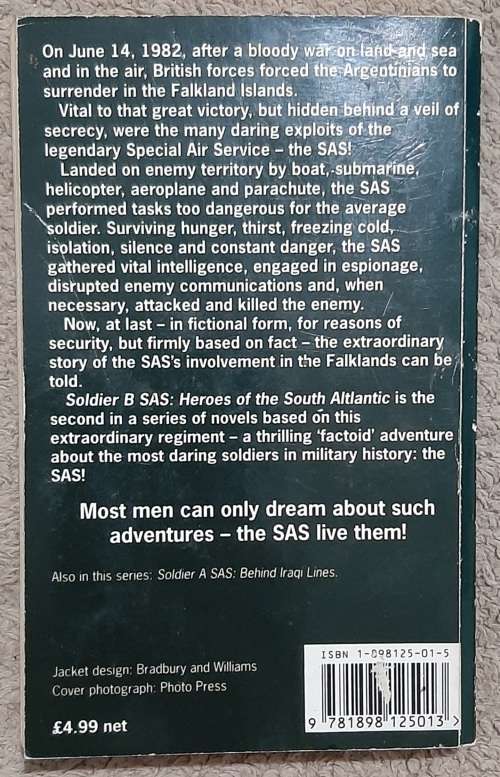 On June 14, 1982, after a bloody war on land and sea
and in the air, British forces forced the Argentinians to
surrender in the Falkland Islands.
Vital to that great victory, but hidden behind a veil of
secrecy, were the many daring exploits of the
legendary Special Air Service – the SAS!
Landed on enemy territory by boat, submarine,
helicopter, aeroplane and parachute, the SAS
performed tasks too dangerous for the average
soldier. Surviving hunger, thirst, freezing cold,
isolation, silence and constant danger, the SAS
gathered vital intelligence, engaged in espionage,
disrupted enemy communications and, when
necessary, attacked and killed the enemy.
Now, at last – in fictional form, for reasons of
security, but firmly based on fact – the extraordinary
story of the SAS's involvement in the Falklands can be
told.
Soldier B SAS: Heroes of the South Altlantic is the
second in a series of novels based on this
extraordinary regiment – a thrilling 'factoid' adventure
about the most daring soldiers in military history: the
SAS!
Most men can only dream about such
adventures – the SAS live them!
Also in this series: Soldier A SAS: Behind Iraqi Lines.
Jacket design: Bradbury and Williams
Cover photograph: Photo Press
£4.99 net
ISBN 1-898125-01-5
9 781898 125013 >